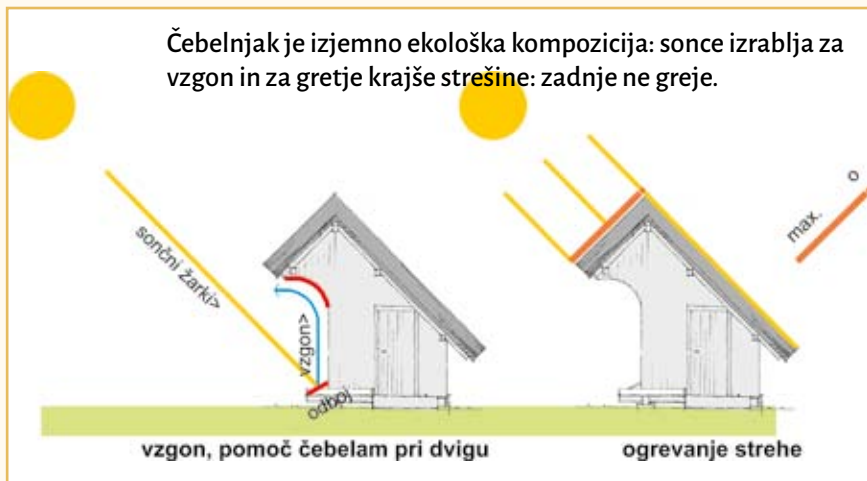 Čebelnjak je izjemno ekološka kompozicija: sonce izrablja za
vzgon in za gretje krajše strešine: zadnje ne greje.
sončni žarki>
vzgon>
odboj
max.
o
vzgon, pomoč čebelam pri dvigu
ogrevanje strehe